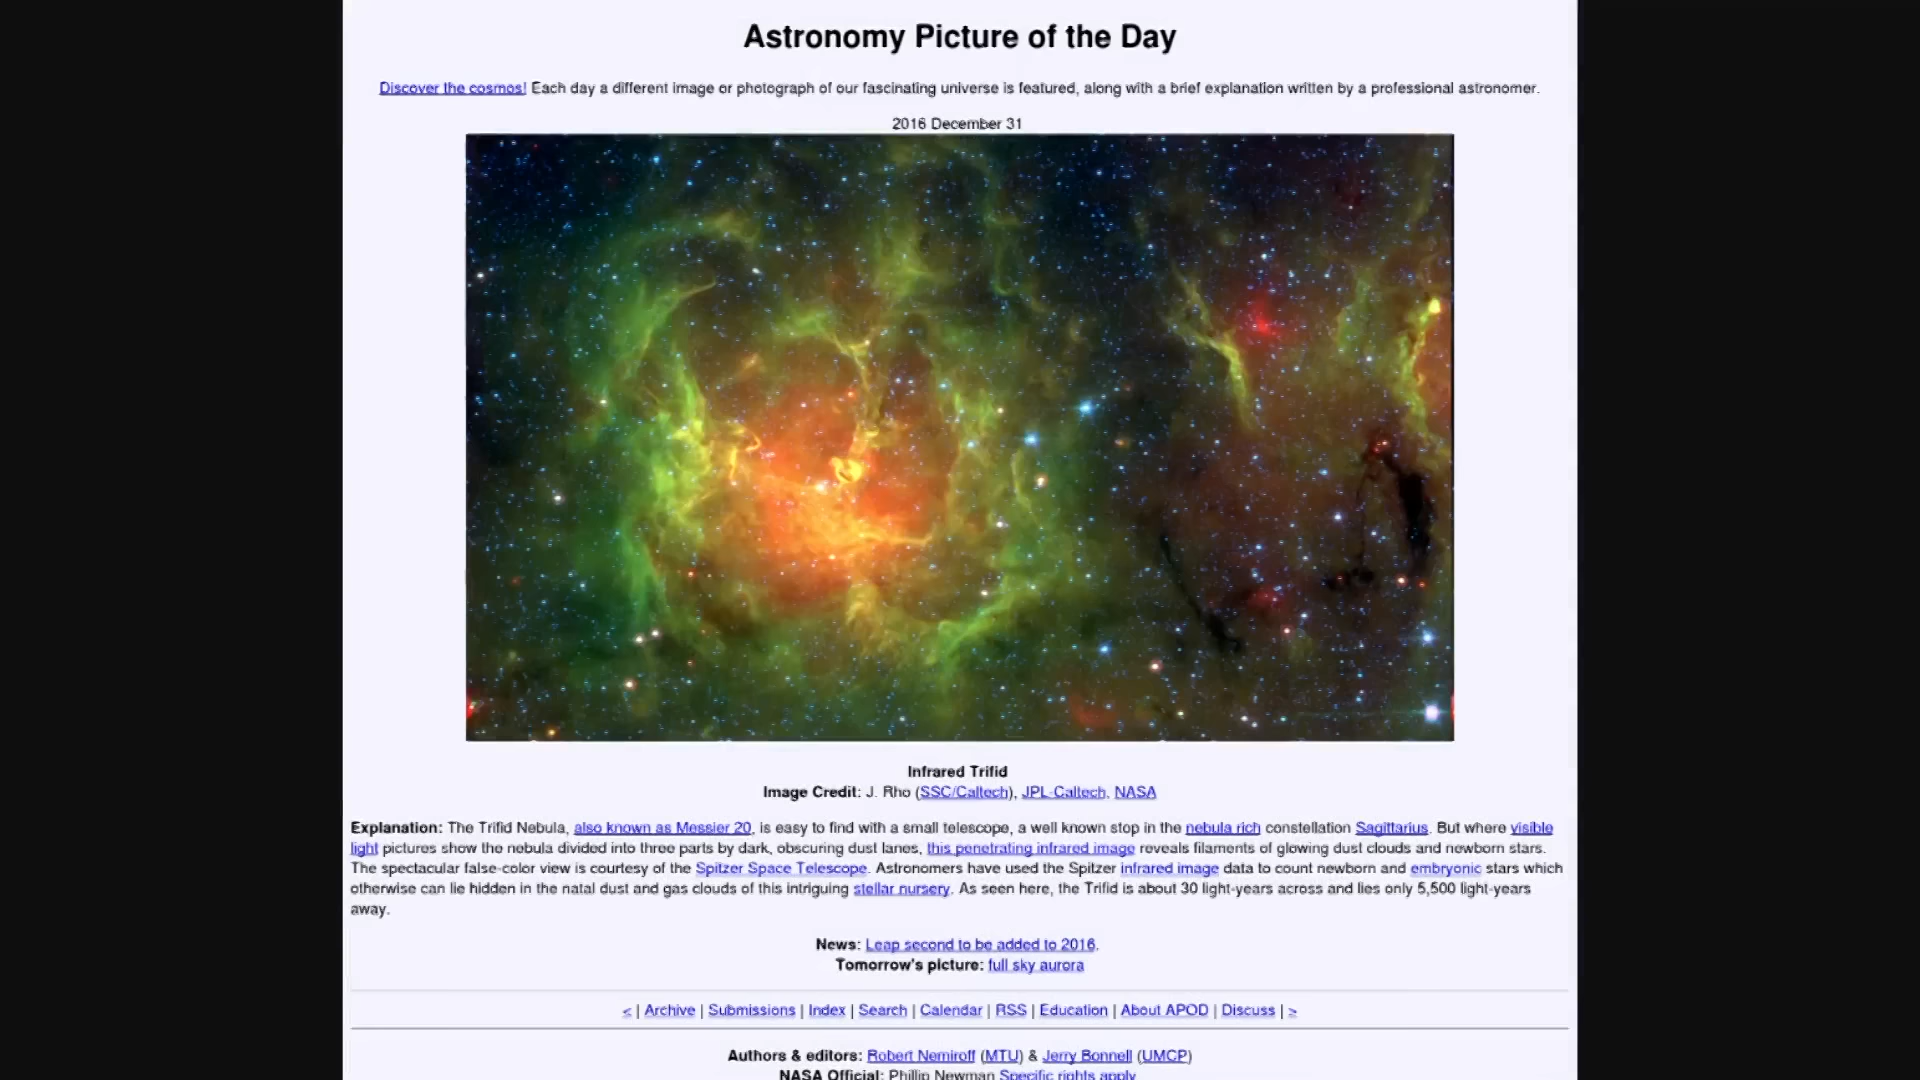 Astronomy Picture of the Day
Discover the cosmos! Each day a different image or photograph of our fascinating universe is featured, along with a brief explanation written by a professional astronomer.
2016 December 31
Infrared Trifid
Image Credit: J. Rho (SSC/Caltech), JPL-Caltech, NASA
Explanation: The Trifid Nebula, also known as Messier 20, is easy to find with a small telescope, a well known stop in the nebula rich constellation Sagittarius. But where visible
light pictures show the nebula divided into three parts by dark, obscuring dust lanes, this penetrating infrared image reveals filaments of glowing dust clouds and newborn stars.
The spectacular false-color view is courtesy of the Spitzer Space Telescope. Astronomers have used the Spitzer infrared image data to count newborn and embryonic stars which
otherwise can lie hidden in the natal dust and gas clouds of this intriguing stellar nursery. As seen here, the Trifid is about 30 light-years across and lies only 5,500 light-years
away.
News: Leap second to be added to 2016.
Tomorrow's picture: full sky aurora
< | Archive | Submissions | Index | Search | Calendar | RSS | Education | About APOD | Discuss | >
Authors & editors: Robert Nemiroff (MTU) & Jerry Bonnell (UMCP)
NASA Official: Phillip Newman Specific rights apply